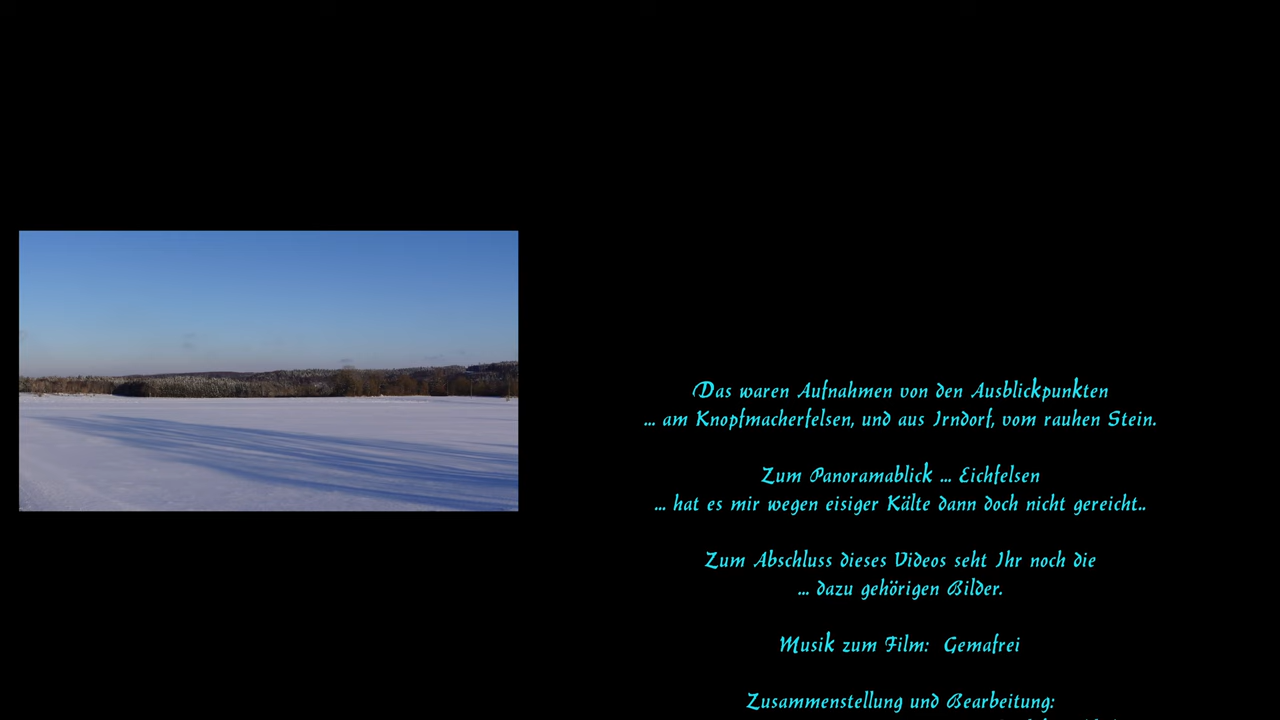 Das waren Aufnahmen von den Ausblickpunkten
... am Knopfmacherfelsen, und aus Irndorf, vom rauhen Stein.
Zum Panoramablick ... Eichfelsen
... hat es mir wegen eisiger Kälte dann doch nicht gereicht..
Zum Abschluss dieses Videos seht Ihr noch die
... dazu gehörigen Bilder.
Musik zum Film: Gemafrei
Zusammenstellung und Bearbeitung: